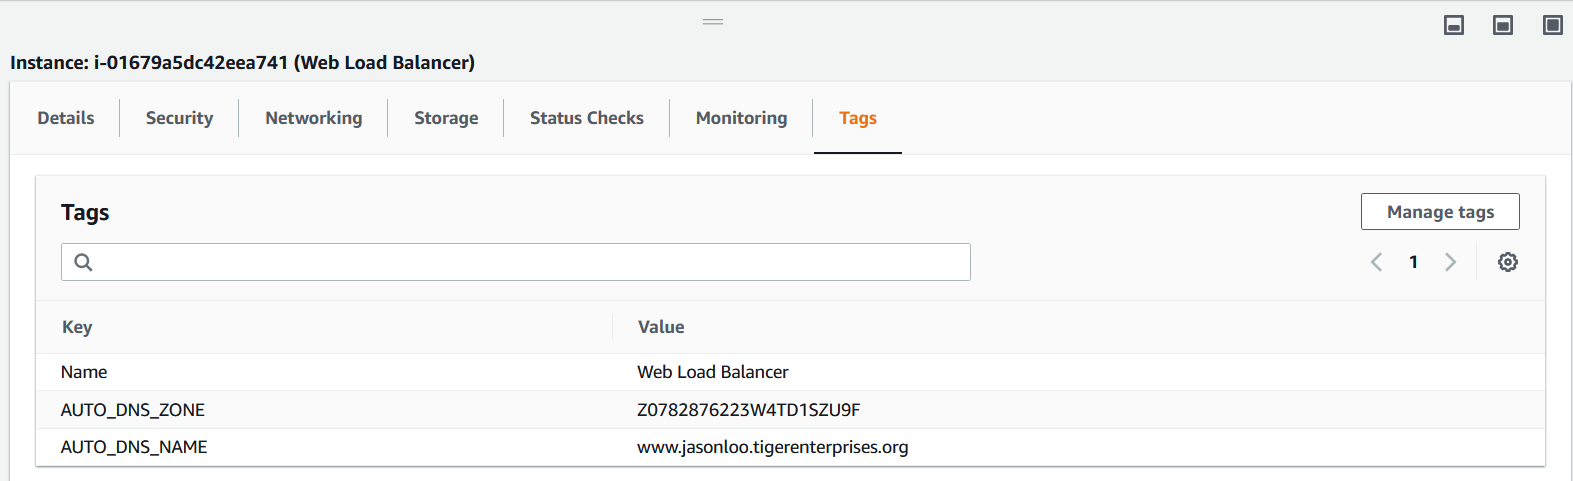 Instance: i-01679a5dc42eea741 (Web Load Balancer)
Details Security Networking Storage Status Checks Monitoring Tags
Tags
Manage tags
1
Key Value
Name Web Load Balancer
AUTO_DNS_ZONE Z0782876223W4TD1SZU9F
AUTO_DNS_NAME www.jasonloo.tigerenterprises.org